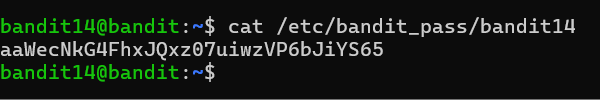 bandit14@bandit:~$ cat /etc/bandit_pass/bandit14
aaWecNkG4FhxJQxz07uiwzVP6bJiYS65
bandit14@bandit:~$